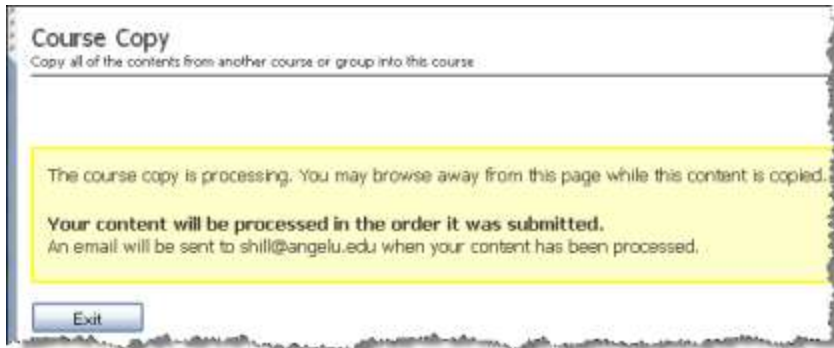 Course Copy
Copy all of the contents from another course or group into this course
The course copy is processing. You may browse away from this page while this content is copied.
Your content will be processed in the order it was submitted.
An email will be sent to shill@angelu.edu when your content has been processed.
Exit